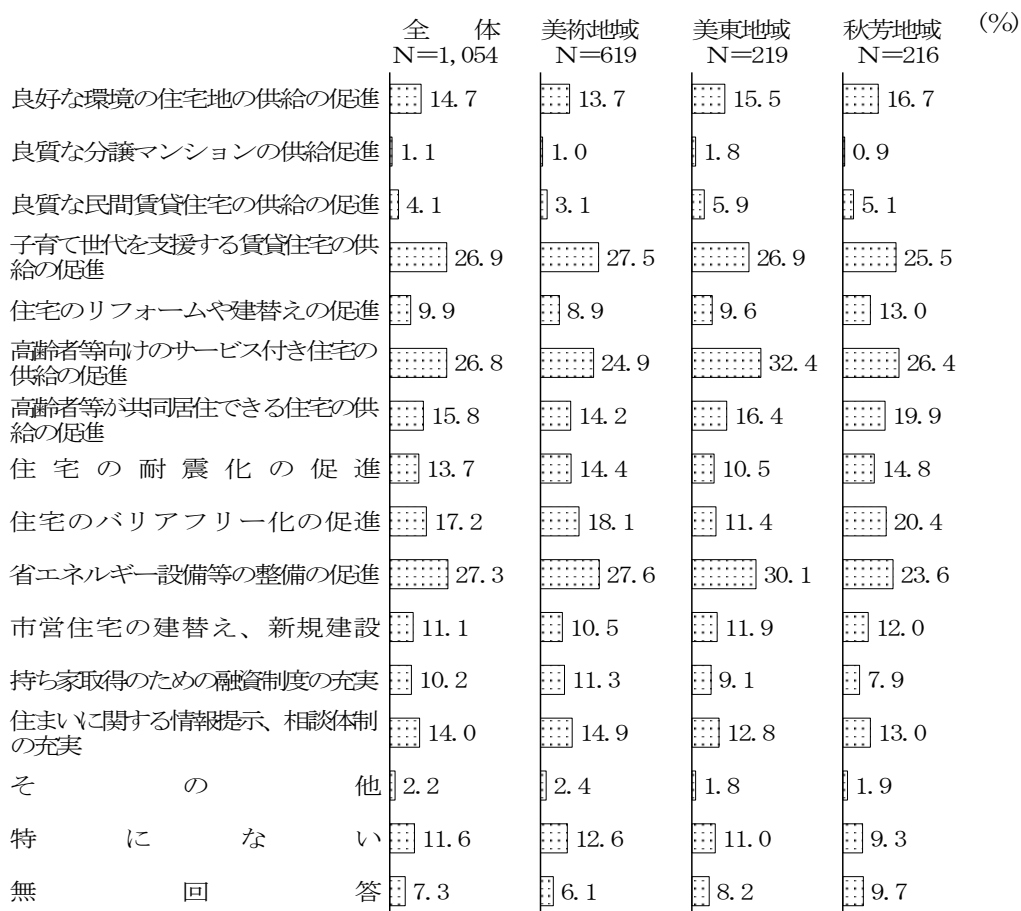 (%)
全体 美祢地域 美東地域 秋芳地域
N=1,054 N=619 N=219 N=216
良好な環境の住宅地の供給の促進 14.7 13.7 15.5 16.7
良質な分譲マンションの供給促進 1.1 1.0 1.8 0.9
良質な民間賃貸住宅の供給の促進 4.1 3.1 5.9 5.1
子育て世代を支援する賃貸住宅の供
給の促進 26.9 27.5 26.9 25.5
住宅のリフォームや建替えの促進 9.9 8.9 9.6 13.0
高齢者等向けのサービス付き住宅の
供給の促進 26.8 24.9 32.4 26.4
高齢者等が共同居住できる住宅の供
給の促進 15.8 14.2 16.4 19.9
住宅の耐震化の促進 13.7 14.4 10.5 14.8
住宅のバリアフリー化の促進 17.2 18.1 11.4 20.4
省エネルギー設備等の整備の促進 27.3 27.6 30.1 23.6
市営住宅の建替え、新規建設 11.1 10.5 11.9 12.0
持ち家取得のための融資制度の充実 10.2 11.3 9.1 7.9
住まいに関する情報提示、相談体制
の充実 14.0 14.9 12.8 13.0
その他 2.2 2.4 1.8 1.9
特にない 11.6 12.6 11.0 9.3
無回答 7.3 6.1 8.2 9.7